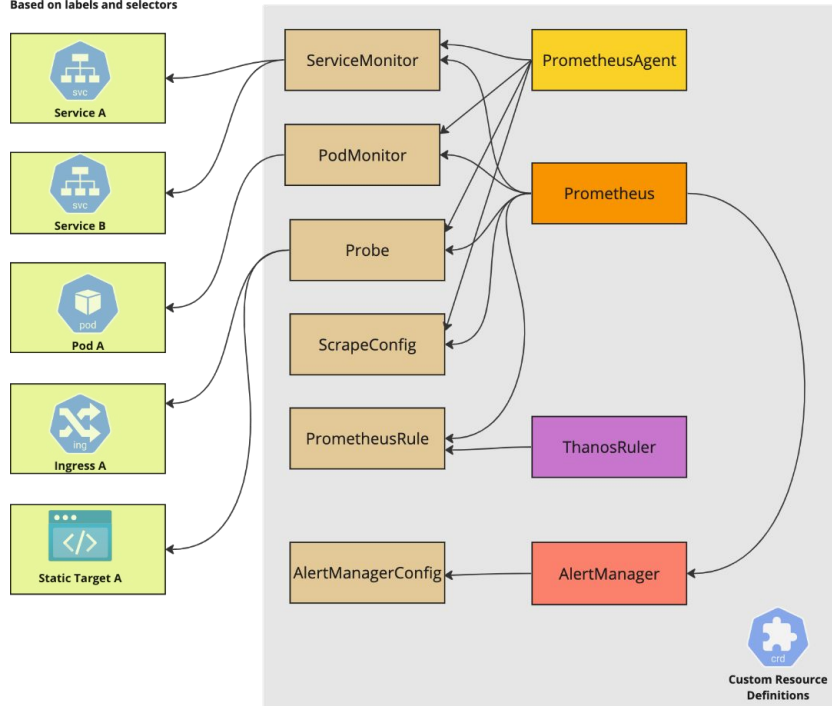 Based on labels and selectors
svc
Service A
svc
Service B
pod
Pod A
ing
Ingress A
Static Target A
ServiceMonitor
PodMonitor
Probe
ScrapeConfig
PrometheusRule
AlertManagerConfig
PrometheusAgent
Prometheus
ThanosRuler
AlertManager
crd
Custom Resource
Definitions